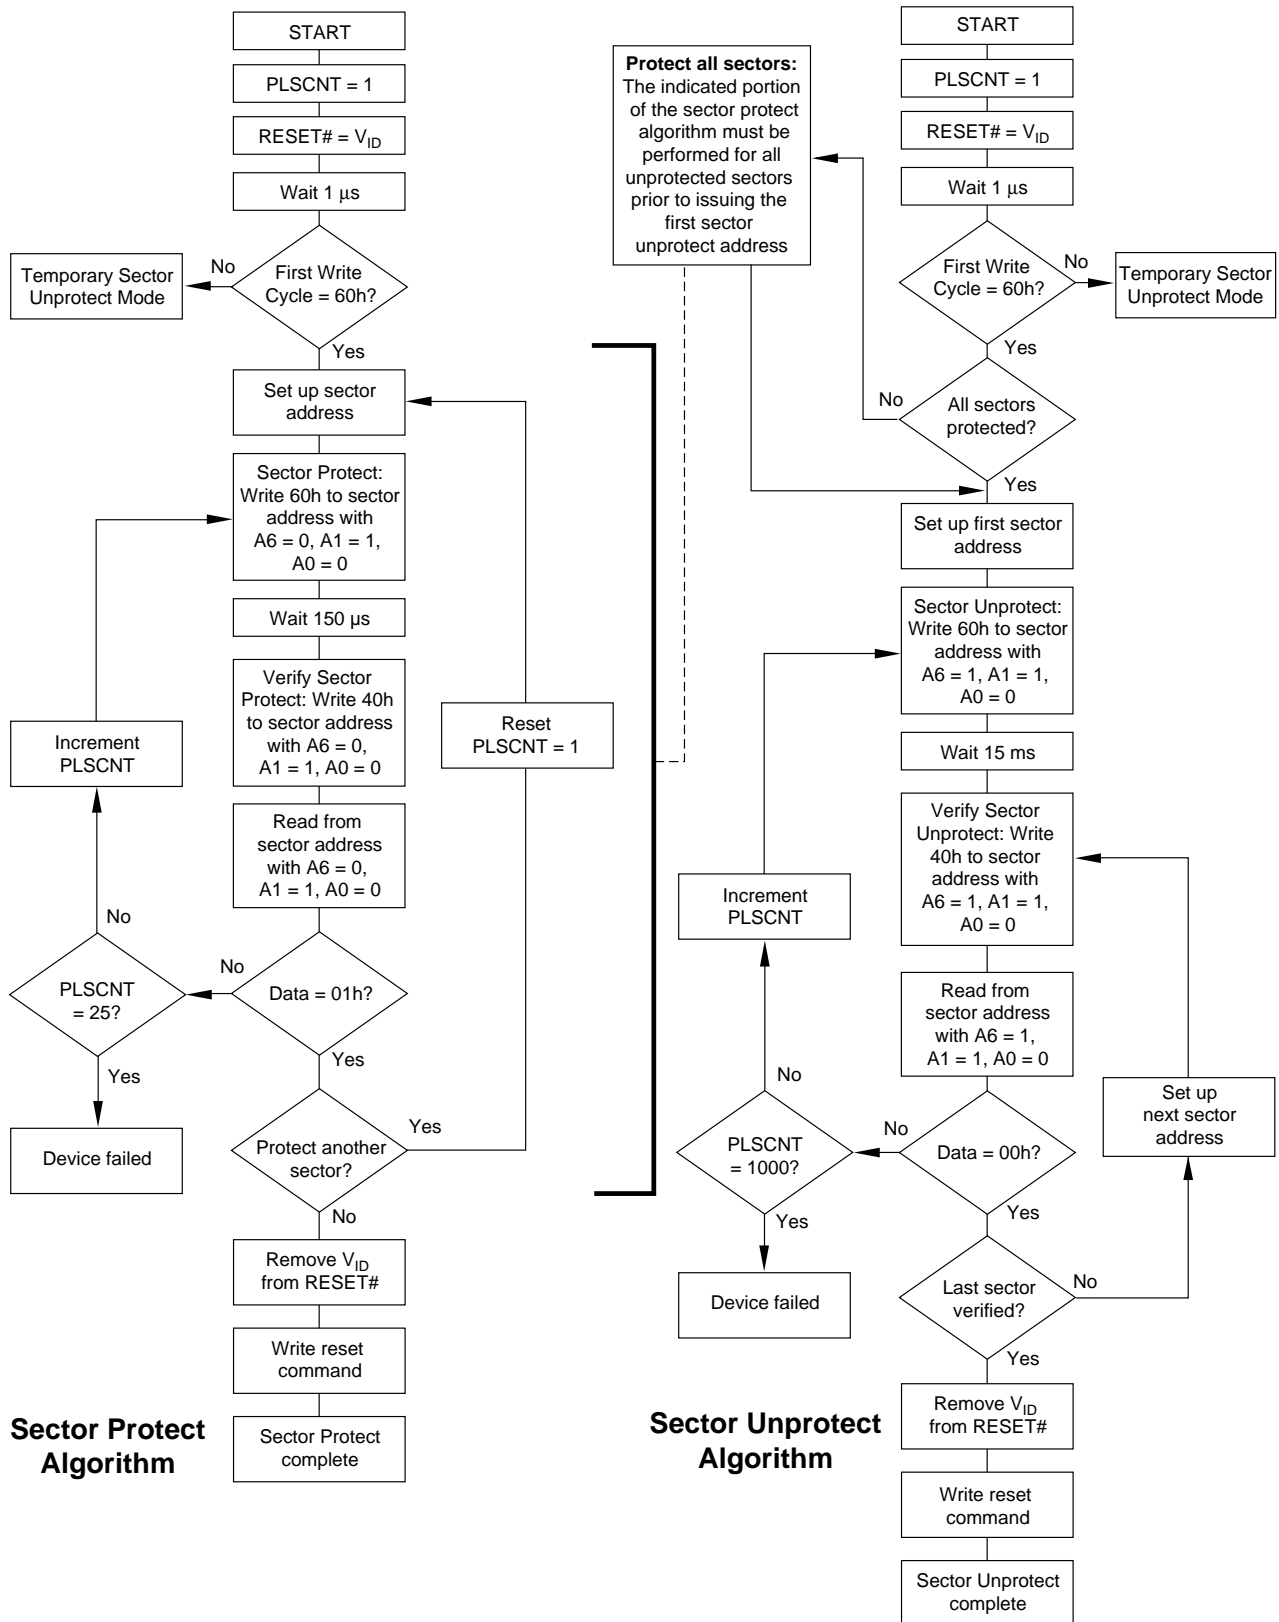 START
PLSCNT = 1
RESET# = VID
Wait 1 μs
First Write
Cycle = 60h?
No
Temporary Sector
Unprotect Mode
Yes
Set up sector
address
Sector Protect:
Write 60h to sector
address with
A6 = 0, A1 = 1,
A0 = 0
Wait 150 µs
Verify Sector
Protect: Write 40h
to sector address
with A6 = 0,
A1 = 1, A0 = 0
Reset
PLSCNT = 1
Increment
PLSCNT
Read from
sector address
with A6 = 0,
A1 = 1, A0 = 0
No
PLSCNT
= 25?
No
Data = 01h?
Yes
Yes
Device failed
Protect another
sector?
Yes
No
Remove VID
from RESET#
Write reset
command
Sector Protect
complete
Sector Protect
Algorithm
Protect all sectors:
The indicated portion
of the sector protect
algorithm must be
performed for all
unprotected sectors
prior to issuing the
first sector
unprotect address
START
PLSCNT = 1
RESET# = VID
Wait 1 μs
First Write
Cycle = 60h?
No
Temporary Sector
Unprotect Mode
Yes
No
All sectors
protected?
Yes
Set up first sector
address
Sector Unprotect:
Write 60h to sector
address with
A6 = 1, A1 = 1,
A0 = 0
Wait 15 ms
Verify Sector
Unprotect: Write
40h to sector
address with
A6 = 1, A1 = 1,
A0 = 0
Increment
PLSCNT
Read from
sector address
with A6 = 1,
A1 = 1, A0 = 0
Set up
next sector
address
No
PLSCNT
= 1000?
No
Data = 00h?
Yes
Yes
Device failed
Last sector
verified?
No
Yes
Remove VID
from RESET#
Write reset
command
Sector Unprotect
complete
Sector Unprotect
Algorithm